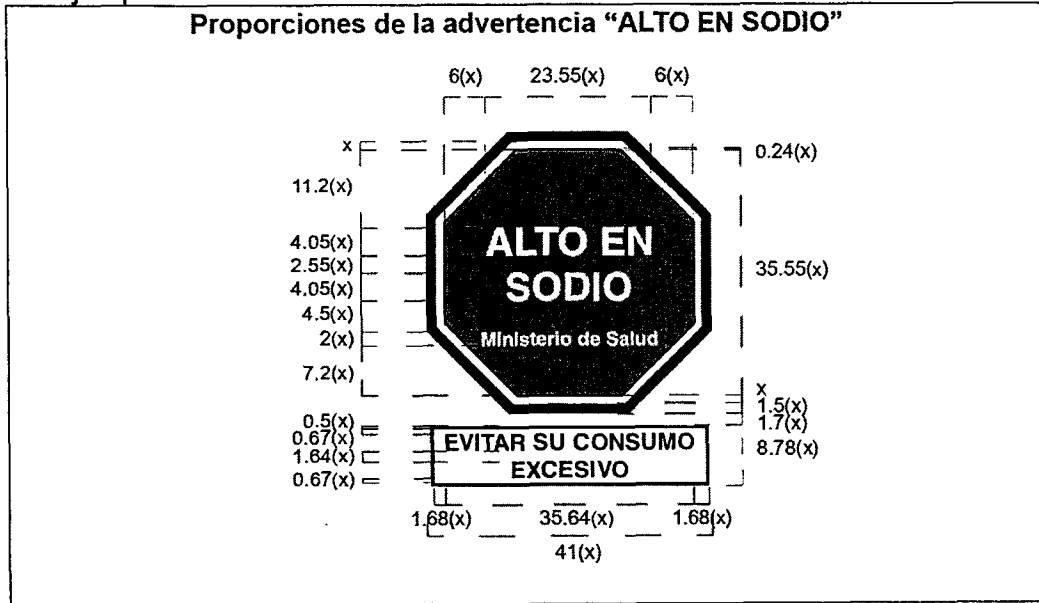 Proporciones de la advertencia “ALTO EN SODIO”
6(x) 23.55(x) 6(x)
x
0.24(x)
11.2(x)
4.05(x)
2.55(x)
4.05(x)
4.5(x)
2(x)
7.2(x)
35.55(x)
ALTO EN
SODIO
Ministerio de Salud
x
1.5(x)
1.7(x)
8.78(x)
0.5(x)
0.67(x)
1.64(x)
0.67(x)
EVITAR SU CONSUMO
EXCESIVO
1.68(x) 35.64(x) 1.68(x)
41(x)